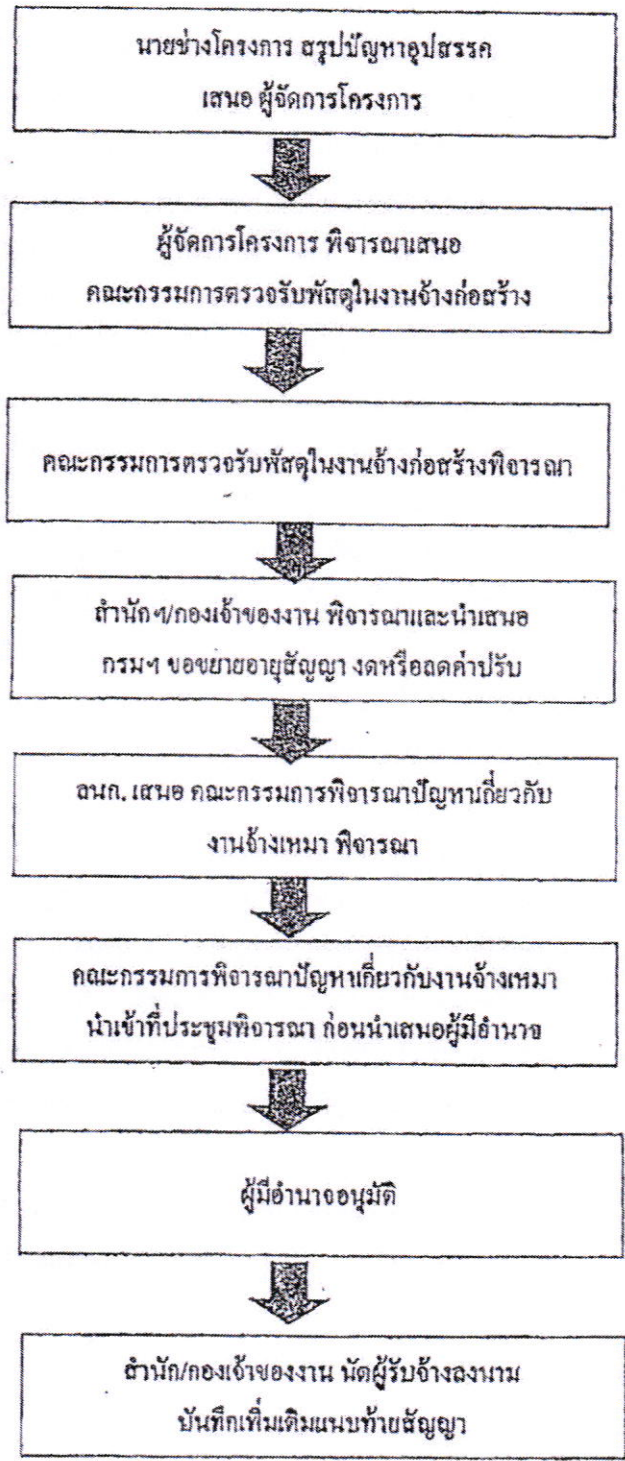 นายช่างโครงการ สรุปปัญหาอุปสรรค
เสนอ ผู้จัดการโครงการ
ผู้จัดการโครงการ พิจารณาเสนอ
คณะกรรมการตรวจรับพัสดุในงานจ้างก่อสร้าง
คณะกรรมการตรวจรับพัสดุในงานจ้างก่อสร้างพิจารณา
สำนักฯ/กองเจ้าของงาน พิจารณาและนำเสนอ
กรมฯ ขอขยายอายุสัญญา งดหรือลดค่าปรับ
ลนก. เสนอ คณะกรรมการพิจารณาปัญหาเกี่ยวกับ
งานจ้างเหมา พิจารณา
คณะกรรมการพิจารณาปัญหาเกี่ยวกับงานจ้างเหมา
นำเข้าที่ประชุมพิจารณา ก่อนนำเสนอผู้มีอำนาจ
ผู้มีอำนาจอนุมัติ
สำนัก/กองเจ้าของงาน นัดผู้รับจ้างลงนาม
บันทึกเพิ่มเติมแนบท้ายสัญญา